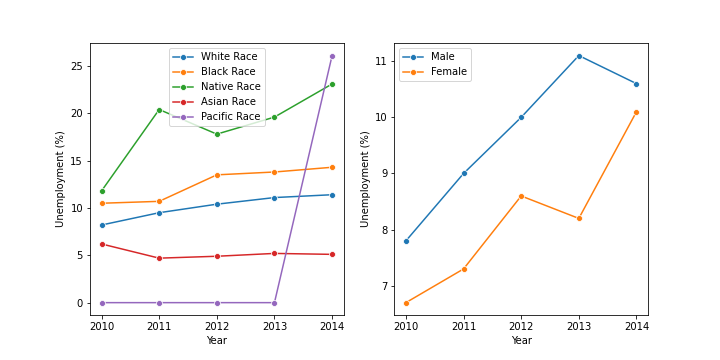 White Race
Black Race
Native Race
Asian Race
Pacific Race
25
20
15
10
5
0
Unemployment (%)
2010 2011 2012 2013 2014
Year
Male
Female
11
10
9
8
7
Unemployment (%)
2010 2011 2012 2013 2014
Year